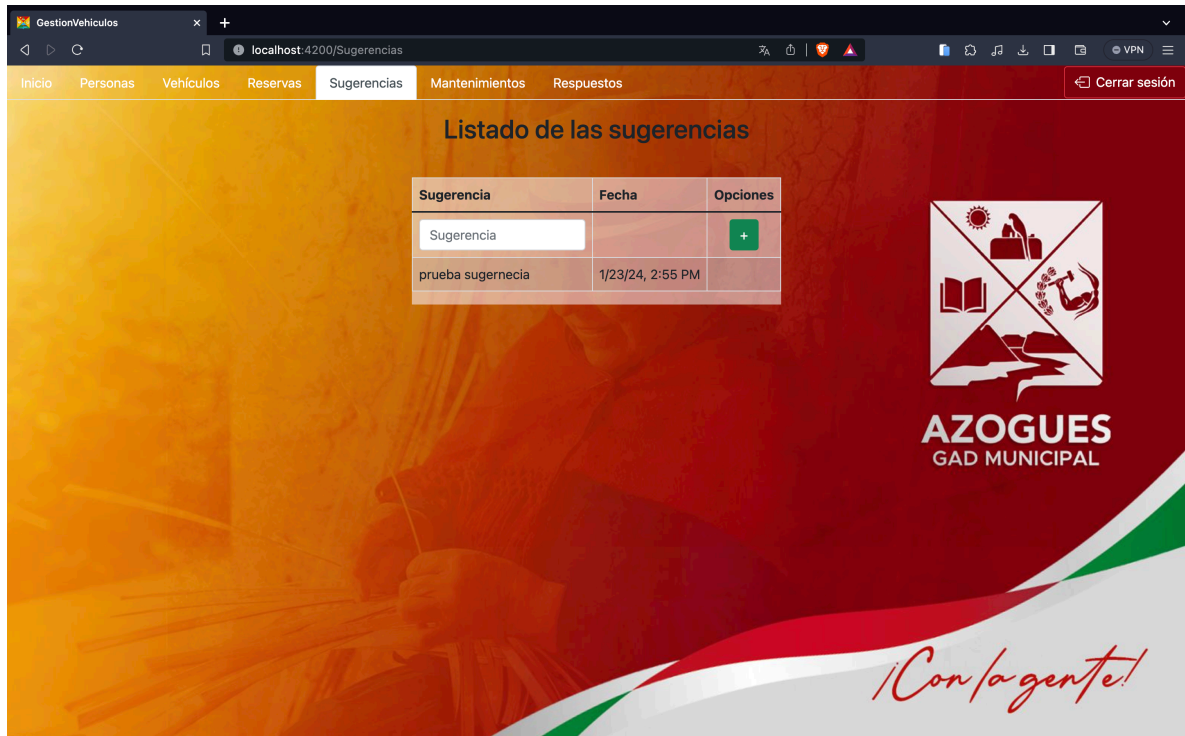 GestionVehiculos
localhost:4200/Sugerencias
VPN
Inicio Personas Vehículos Reservas Sugerencias Mantenimientos Respuestos Cerrar sesión
Listado de las sugerencias
Sugerencia Fecha Opciones
Sugerencia +
prueba sugernecia 1/23/24, 2:55 PM
AZOGUES
GAD MUNICIPAL
¡Con la gente!